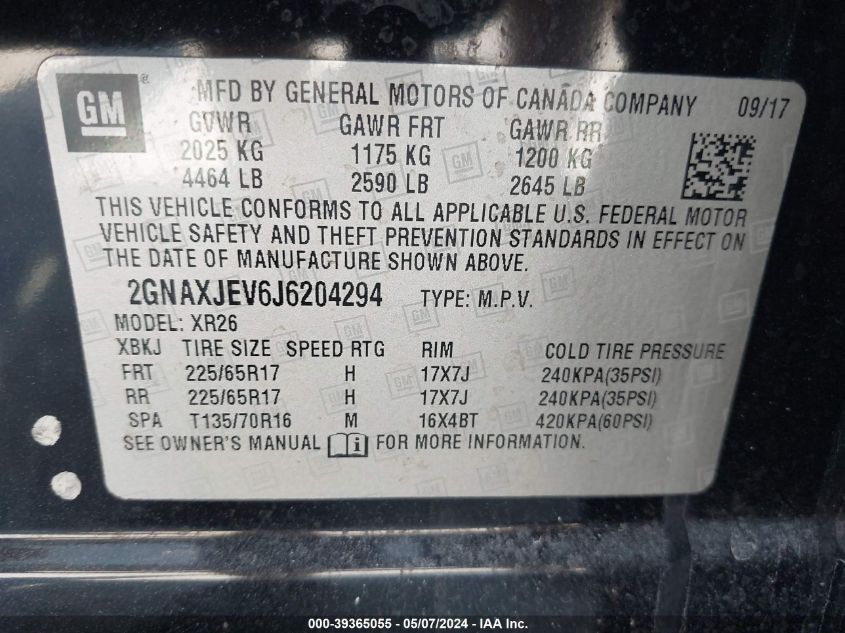 GM ® MFD BY GENERAL MOTORS OF CANADA COMPANY 09/17
GVWR GAWR FRT GAWR RR
2025 KG 1175 KG 1200 KG
4464 LB 2590 LB 2645 LB
THIS VEHICLE CONFORMS TO ALL APPLICABLE U.S. FEDERAL MOTOR
VEHICLE SAFETY AND THEFT PREVENTION STANDARDS IN EFFECT ON
THE DATE OF MANUFACTURE SHOWN ABOVE.
2GNAXJEV6J6204294 TYPE: M.P.V.
MODEL: XR26
XBKJ TIRE SIZE SPEED RTG RIM COLD TIRE PRESSURE
FRT 225/65R17 H 17X7J 240KPA(35PSI)
RR 225/65R17 H 17X7J 240KPA(35PSI)
SPA T135/70R16 M 16X4BT 420KPA(60PSI)
SEE OWNER'S MANUAL i FOR MORE INFORMATION.
000-39365055 - 05/07/2024 - IAA Inc.